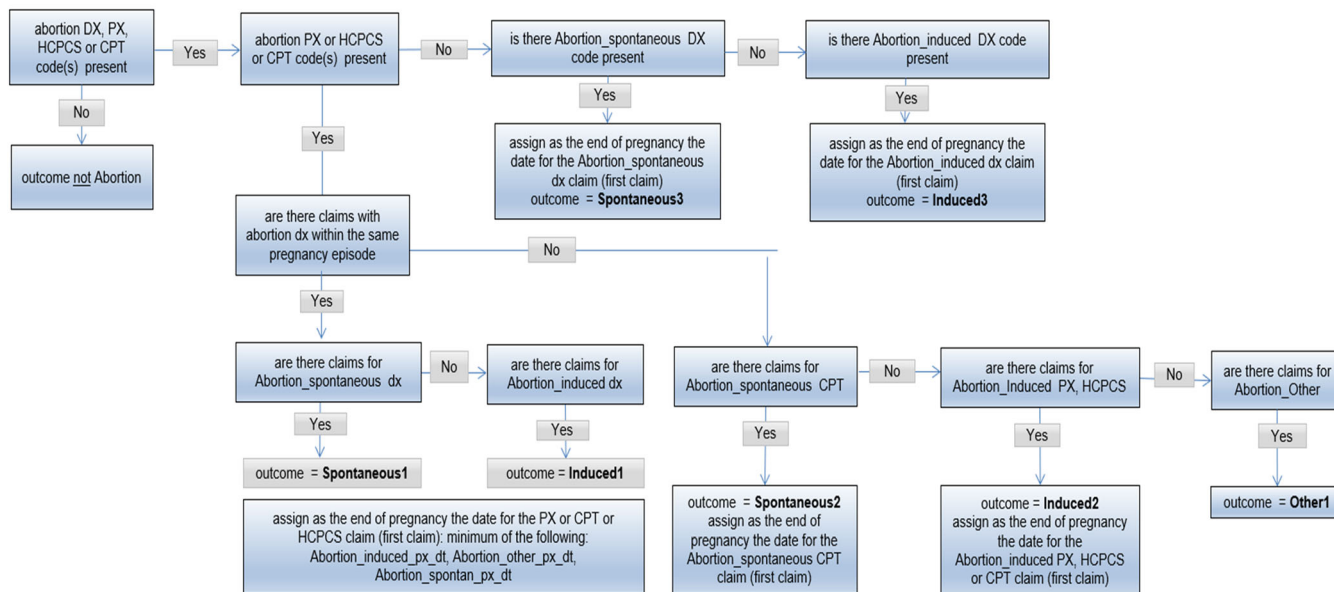 abortion DX, PX,
HCPCS or CPT
code(s)  present
Yes
abortion PX or HCPCS
or CPT code(s)  present
No
is there Abortion_spontaneous  DX
code present
No
is there Abortion_induced  DX code
present
No
outcome not Abortion
Yes
Yes
assign as the end of pregnancy the
date for the Abortion_spontaneous
dx claim (first claim)
outcome  = Spontaneous3
Yes
assign as the end of pregnancy
the date for the Abortion_induced dx claim
(first claim)
outcome  = Induced3
are there claims with
abortion dx within the same
pregnancy episode
No
Yes
are there claims for
Abortion_spontaneous  dx
No
are there claims for
Abortion_induced dx
Yes
outcome  = Spontaneous1
Yes
outcome = Induced1
assign as the end of pregnancy the date for the PX or CPT or
HCPCS claim (first claim): minimum of the following:
Abortion_induced_px_dt, Abortion_other_px_dt,
Abortion_spontan_px_dt
are there claims for
Abortion_spontaneous  CPT
No
are there claims for
Abortion_Induced  PX, HCPCS
No
are there claims for
Abortion_Other
Yes
outcome  = Spontaneous2
assign as the end of
pregnancy the date for the
Abortion_spontaneous CPT
claim (first claim)
Yes
outcome = Induced2
assign as the end of pregnancy
the date for the
Abortion_induced PX, HCPCS
or CPT claim (first claim)
Yes
outcome  = Other1